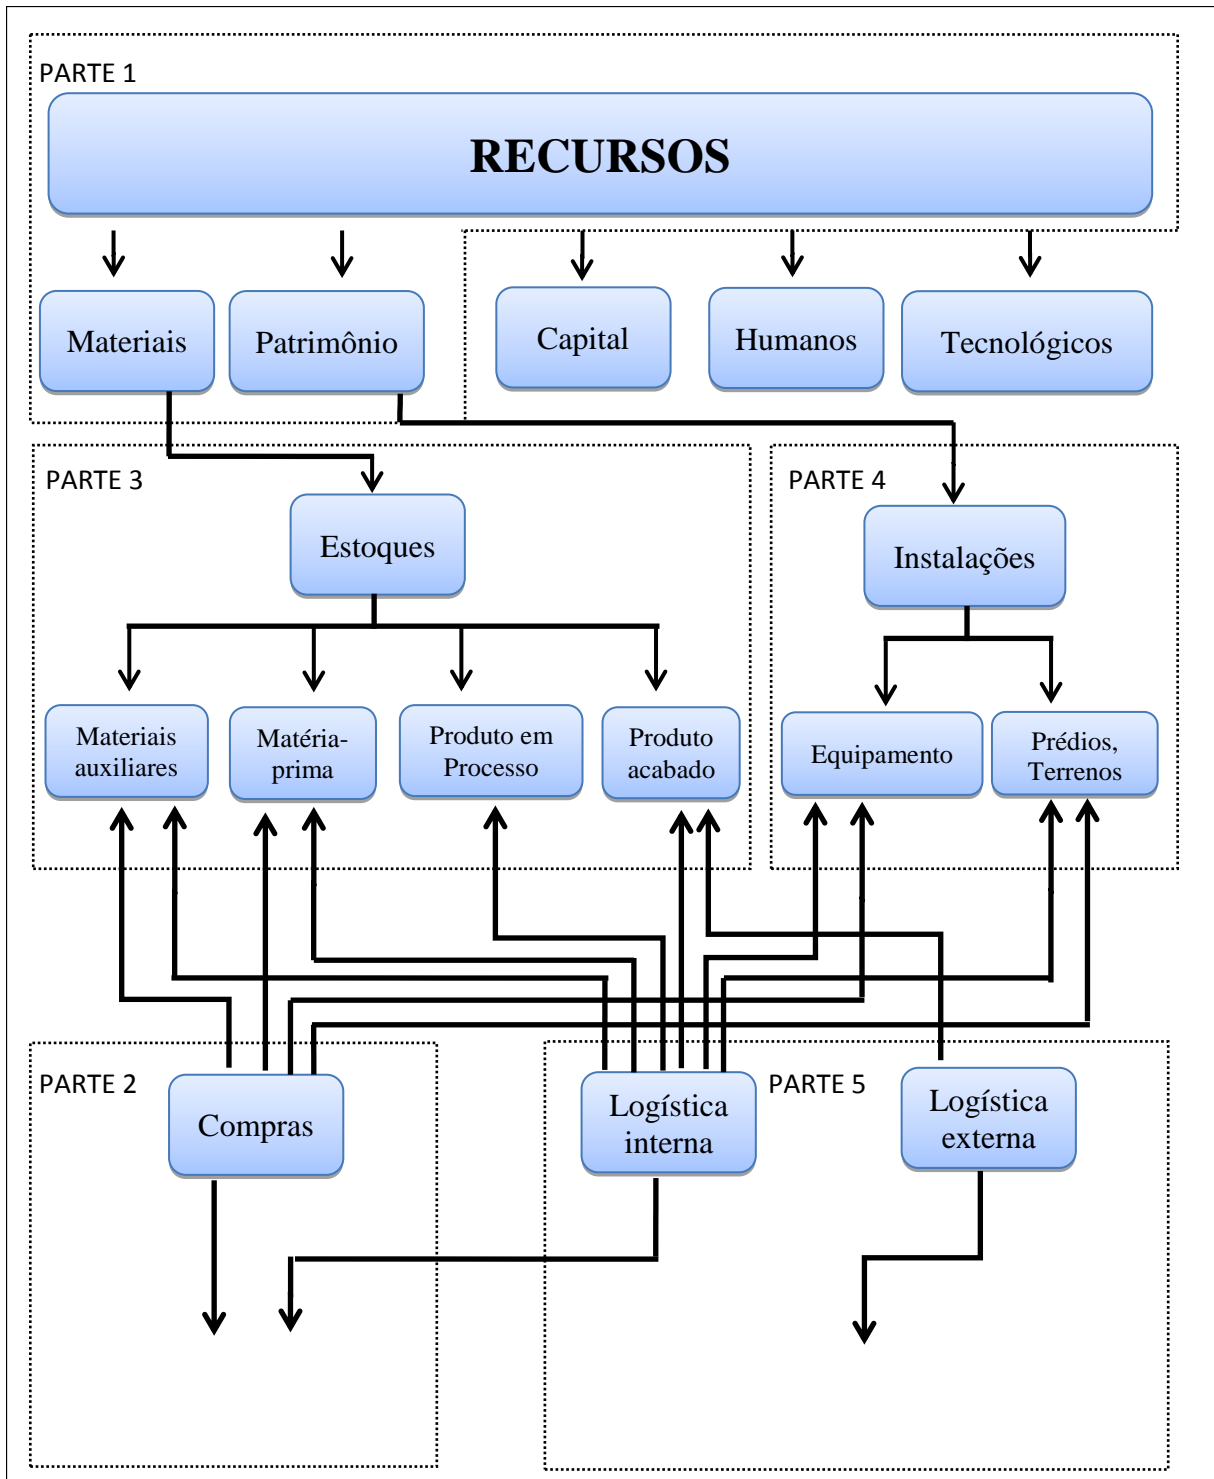 PARTE 1
RECURSOS
Materiais
Patrimônio
Capital
Humanos
Tecnológicos
PARTE 3
Estoques
Materiais
auxiliares
Matéria-
prima
Produto em
Processo
Produto
acabado
PARTE 4
Instalações
Equipamento
Prédios,
Terrenos
PARTE 2
Compras
Logística
interna
PARTE 5
Logística
externa